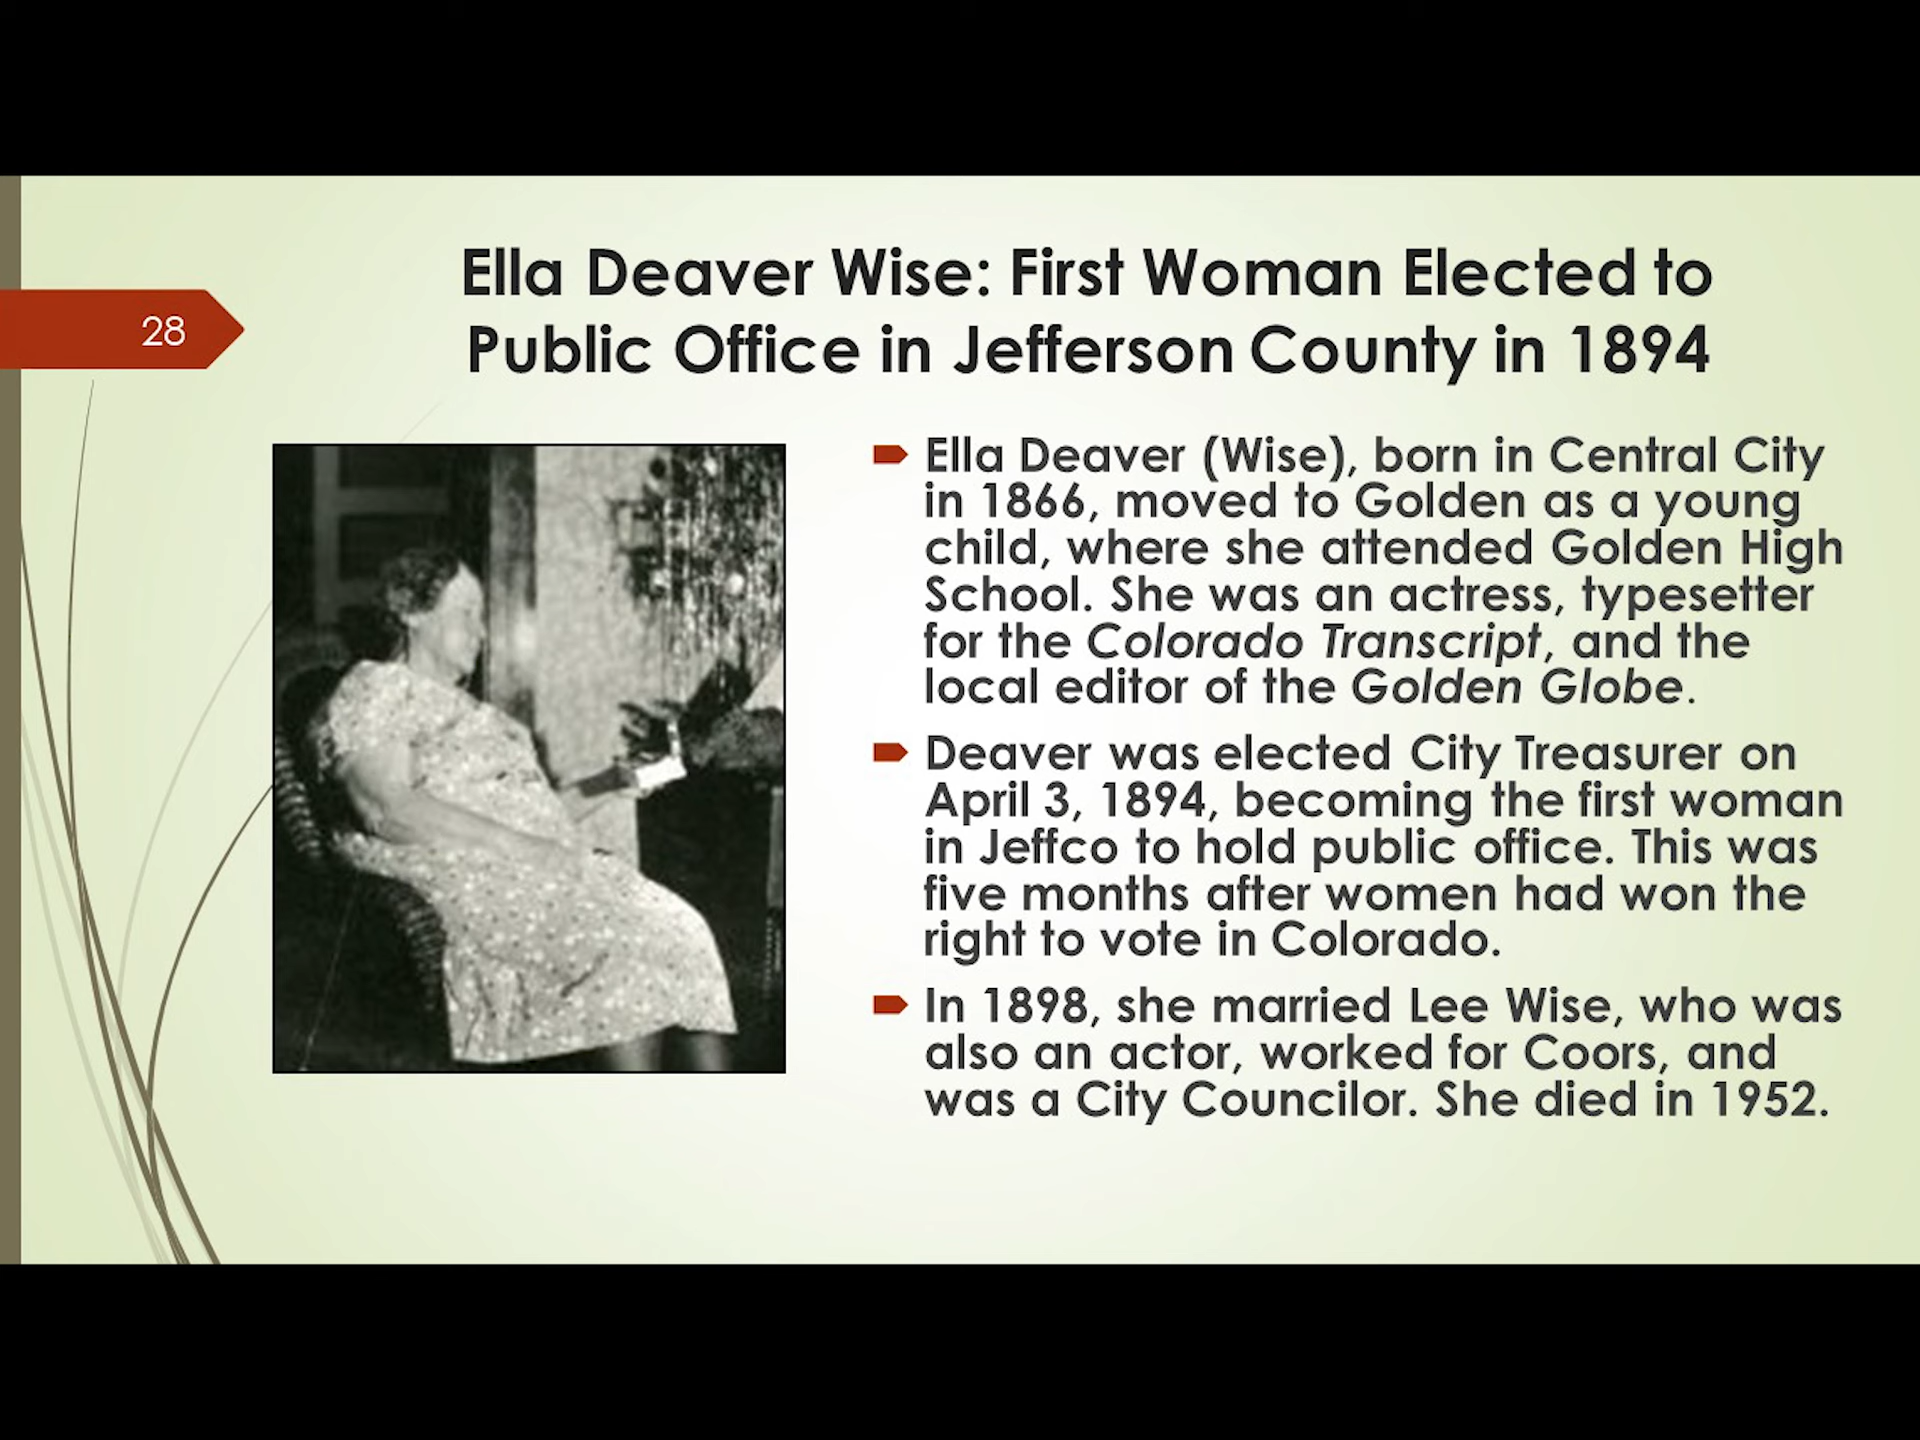 Ella Deaver Wise: First Woman Elected to
Public Office in Jefferson County in 1894
28
Ella Deaver (Wise), born in Central City
in 1866, moved to Golden as a young
child, where she attended Golden High
School. She was an actress, typesetter
for the Colorado Transcript, and the
local editor of the Golden Globe.
Deaver was elected City Treasurer on
April 3, 1894, becoming the first woman
in Jeffco to hold public office. This was
five months after women had won the
right to vote in Colorado.
In 1898, she married Lee Wise, who was
also an actor, worked for Coors, and
was a City Councilor. She died in 1952.